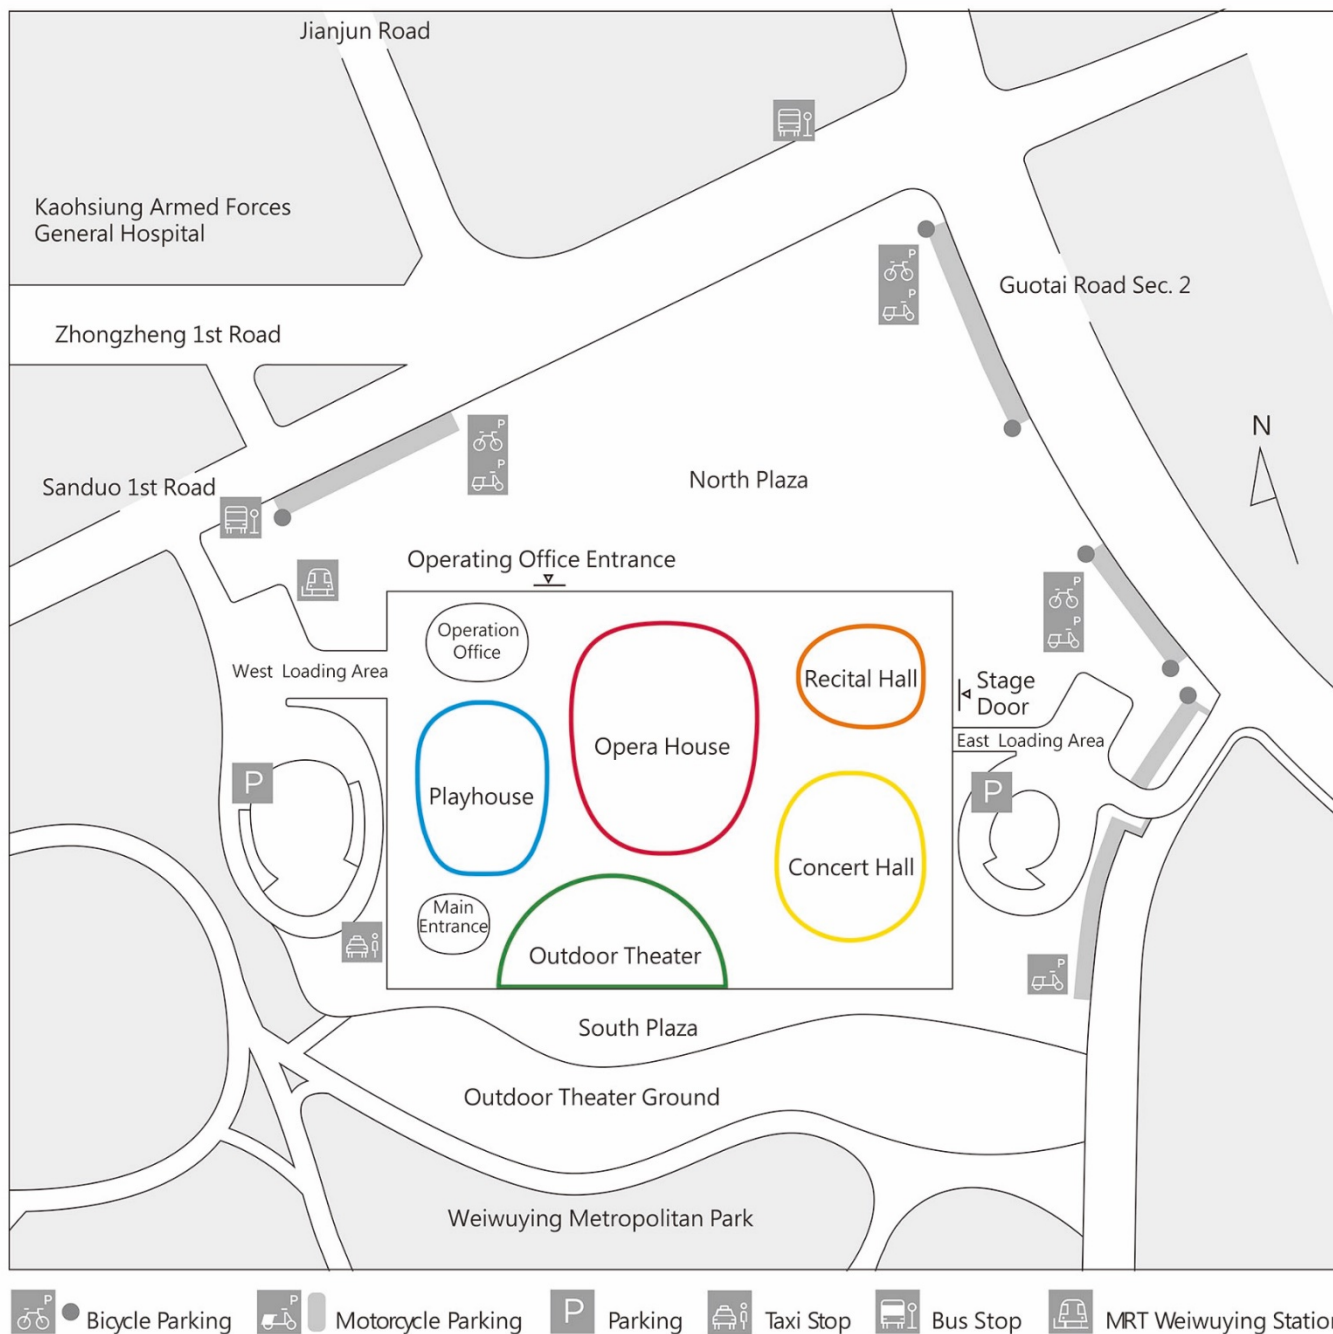 Jianjun Road
Kaohsiung Armed Forces
General Hospital
Guotai Road Sec. 2
Zhongzheng 1st Road
N
North Plaza
Sanduo 1st Road
Operating Office Entrance
Operation
Office
West Loading Area
Recital Hall
Stage
Door
Opera House
East Loading Area
P
Playhouse
P
Concert Hall
Main
Entrance
Outdoor Theater
South Plaza
Outdoor Theater Ground
Weiwuying Metropolitan Park
P Bicycle Parking
P Motorcycle Parking
P Parking
Taxi Stop
Bus Stop
MRT Weiwuying Station
P
P
P
P
P
P
P